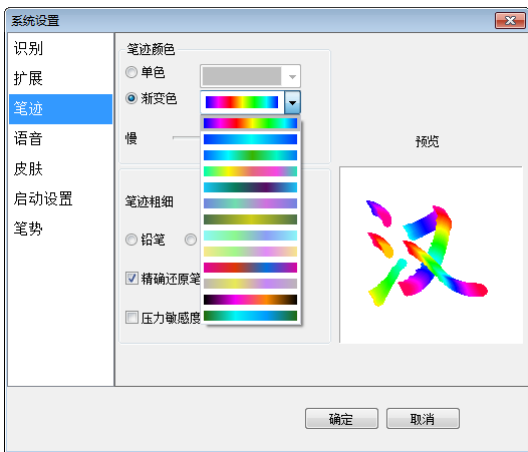 系统设置
识别
扩展
笔迹
语音
皮肤
启动设置
笔势
笔迹颜色
单色
渐变色
慢
笔迹粗细
铅笔
精确还原笔
压力敏感度
预览
汉
确定
取消